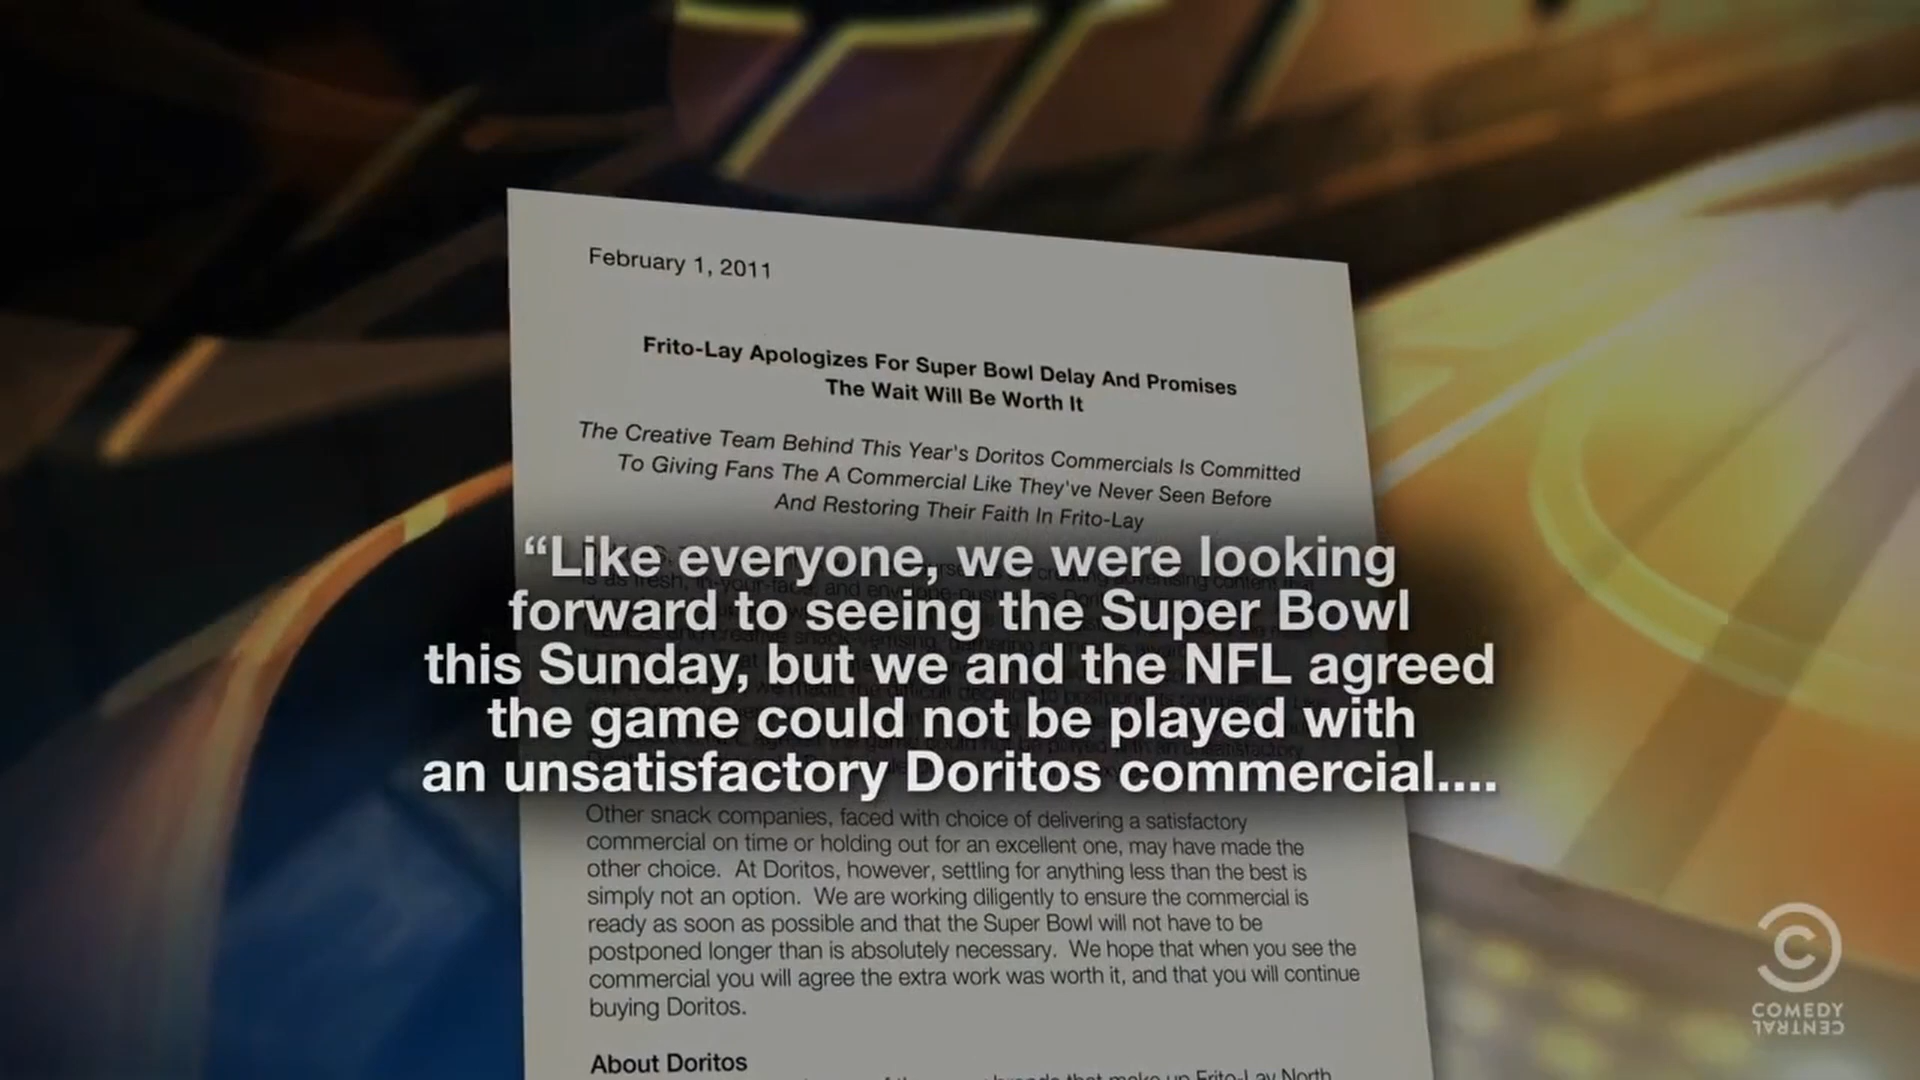 February 1, 2011
Frito-Lay Apologizes For Super Bowl Delay And Promises
The Wait Will Be Worth It
The Creative Team Behind This Year's Doritos Commercials Is Committed
To Giving Fans The A Commercial Like They've Never Seen Before
And Restoring Their Faith In Frito-Lay
“Like everyone, we were looking
forward to seeing the Super Bowl
this Sunday, but we and the NFL agreed
the game could not be played with
an unsatisfactory Doritos commercial....
Other snack companies, faced with choice of delivering a satisfactory
commercial on time or holding out for an excellent one, may have made the
other choice. At Doritos, however, settling for anything less than the best is
simply not an option. We are working diligently to ensure the commercial is
ready as soon as possible and that the Super Bowl will not have to be
postponed longer than is absolutely necessary. We hope that when you see the
commercial you will agree the extra work was worth it, and that you will continue
buying Doritos.
About Doritos
that make up Frito-Lay North
COMEDY
CENTRAL